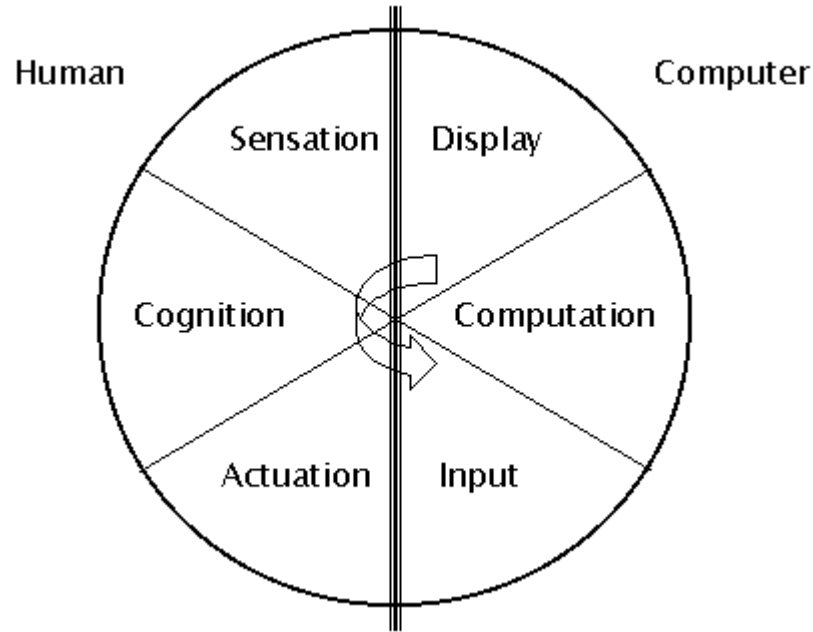 Human Computer
Sensation Display
Cognition Computation
Actuation Input